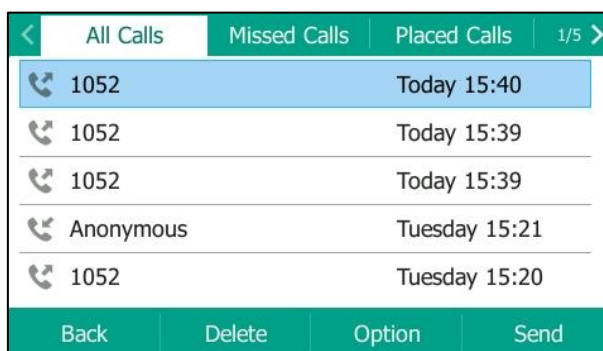 All Calls Missed Calls Placed Calls 1/5
1052 Today 15:40
1052 Today 15:39
1052 Today 15:39
Anonymous Tuesday 15:21
1052 Tuesday 15:20
Back Delete Option Send